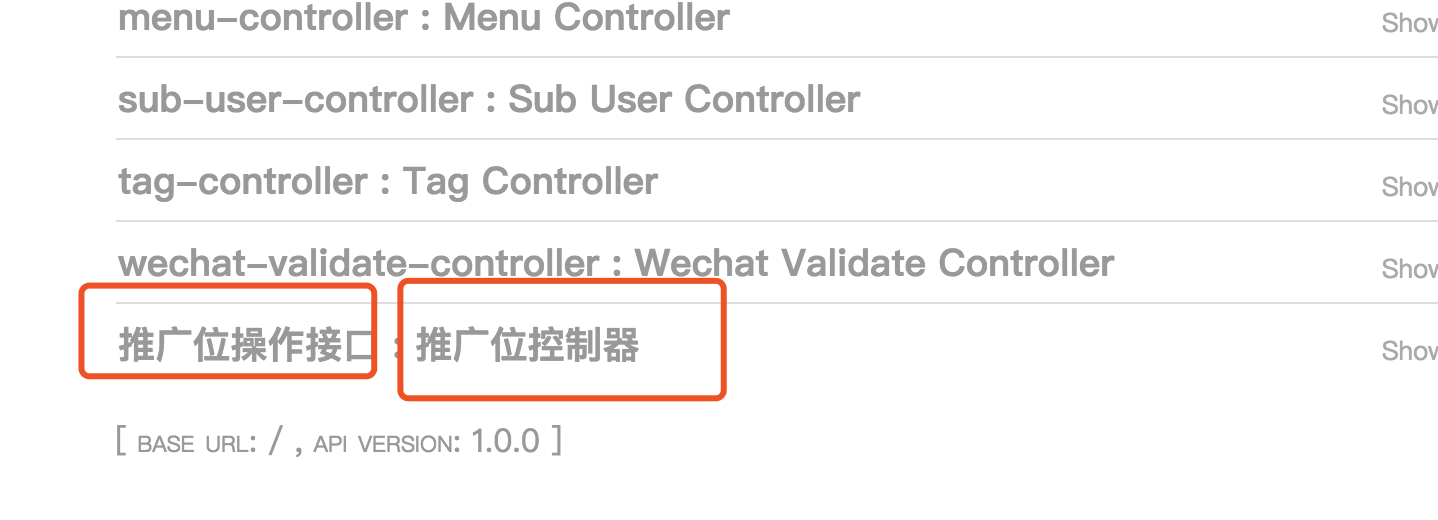 menu-controller : Menu Controller Show
sub-user-controller : Sub User Controller Show
tag-controller : Tag Controller Show
wechat-validate-controller : Wechat Validate Controller Show
推广位操作接口 : 推广位控制器 Show
[ BASE URL: / , API VERSION: 1.0.0 ]